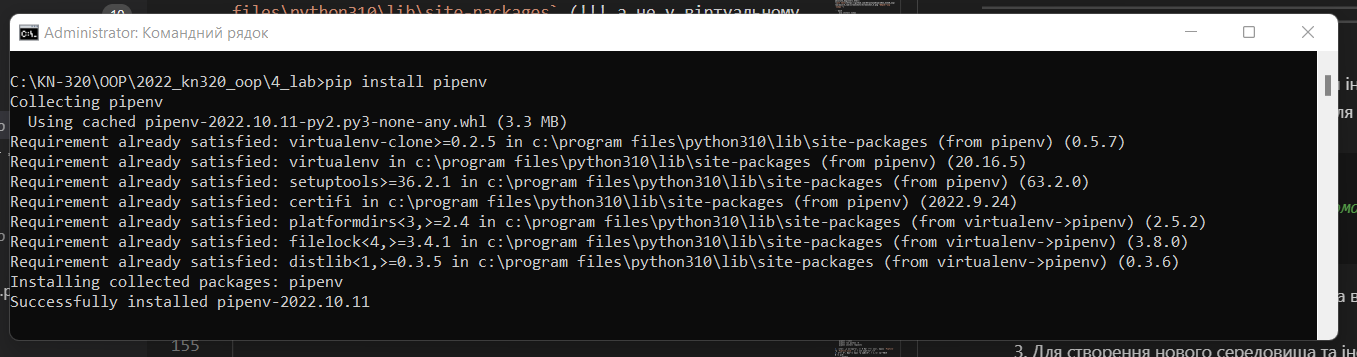 files\python310\lib\site-packages` (!!! а не у віртуальному
Administrator: Командний рядок
C:\KN-320\OOP\2022_kn320_oop\4_lab>pip install pipenv
Collecting pipenv
  Using cached pipenv-2022.10.11-py2.py3-none-any.whl (3.3 MB)
Requirement already satisfied: virtualenv-clone>=0.2.5 in c:\program files\python310\lib\site-packages (from pipenv) (0.5.7)
Requirement already satisfied: virtualenv in c:\program files\python310\lib\site-packages (from pipenv) (20.16.5)
Requirement already satisfied: setuptools>=36.2.1 in c:\program files\python310\lib\site-packages (from pipenv) (63.2.0)
Requirement already satisfied: certifi in c:\program files\python310\lib\site-packages (from pipenv) (2022.9.24)
Requirement already satisfied: platformdirs<3,>=2.4 in c:\program files\python310\lib\site-packages (from virtualenv->pipenv) (2.5.2)
Requirement already satisfied: filelock<4,>=3.4.1 in c:\program files\python310\lib\site-packages (from virtualenv->pipenv) (3.8.0)
Requirement already satisfied: distlib<1,>=0.3.5 in c:\program files\python310\lib\site-packages (from virtualenv->pipenv) (0.3.6)
Installing collected packages: pipenv
Successfully installed pipenv-2022.10.11
155
3. Для створення нового середовища та ін